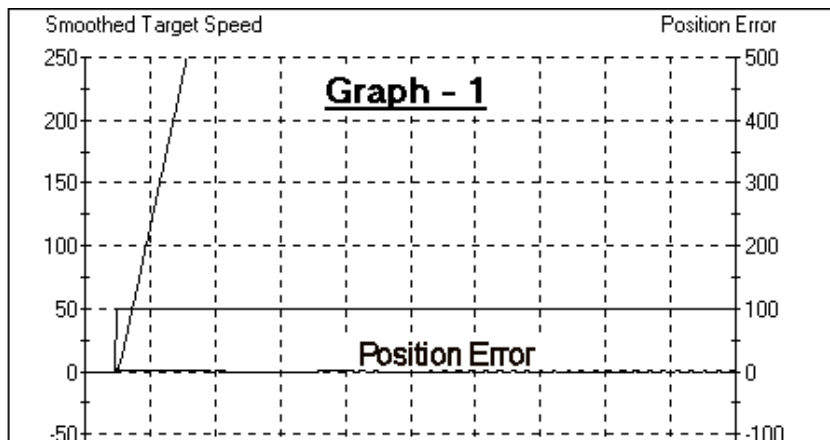 Smoothed Target Speed Position Error
250 500
Graph - 1
200 400
150 300
100 200
50 100
Position Error
0 0
-50 -100